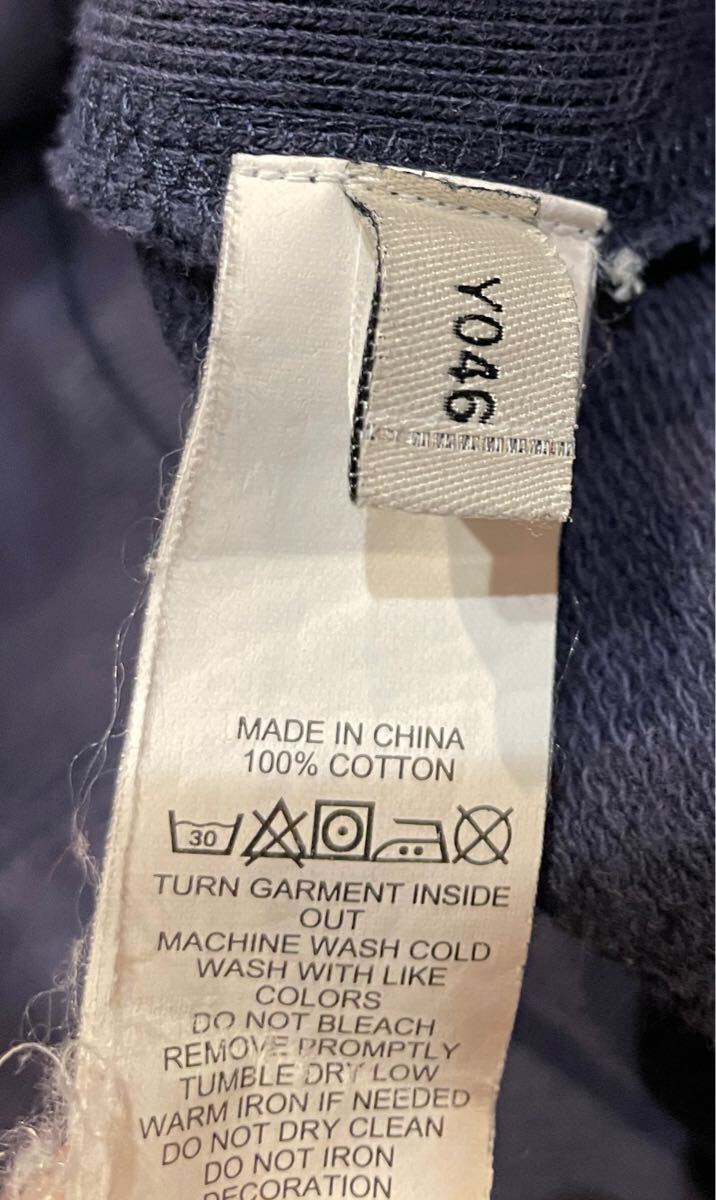 Y046
MADE IN CHINA
100% COTTON
30
TURN GARMENT INSIDE
OUT
MACHINE WASH COLD
WASH WITH LIKE
COLORS
DO NOT BLEACH
REMOVE PROMPTLY
TUMBLE DRY LOW
WARM IRON IF NEEDED
DO NOT DRY CLEAN
DO NOT IRON
DECORATION